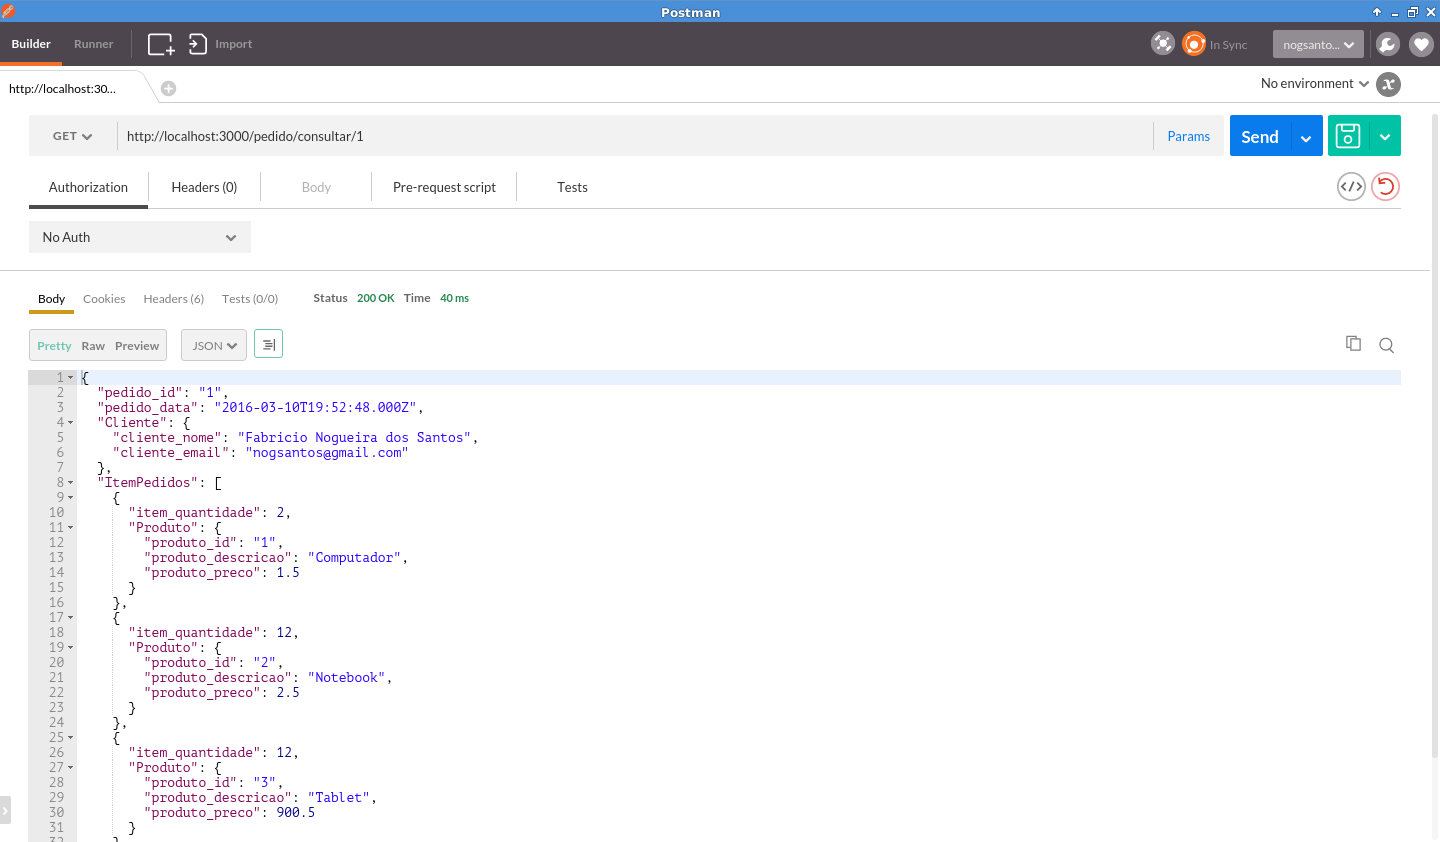 Postman
Builder Runner Import In Sync nogsanto...
http://localhost:30... No environment
GET http://localhost:3000/pedido/consultar/1 Params Send
Authorization Headers (0) Body Pre-request script Tests
No Auth
Body Cookies Headers (6) Tests (0/0) Status 200 OK Time 40 ms
Pretty Raw Preview JSON
1 {
2 "pedido_id": "1",
3 "pedido_data": "2016-03-10T19:52:48.000Z",
4 "Cliente": {
5 "cliente_nome": "Fabricio Nogueira dos Santos",
6 "cliente_email": "nogsantos@gmail.com"
7 },
8 "ItemPedidos": [
9 {
10 "item_quantidade": 2,
11 "Produto": {
12 "produto_id": "1",
13 "produto_descricao": "Computador",
14 "produto_preco": 1.5
15 }
16 },
17 {
18 "item_quantidade": 12,
19 "Produto": {
20 "produto_id": "2",
21 "produto_descricao": "Notebook",
22 "produto_preco": 2.5
23 }
24 },
25 {
26 "item_quantidade": 12,
27 "Produto": {
28 "produto_id": "3",
29 "produto_descricao": "Tablet",
30 "produto_preco": 900.5
31 }